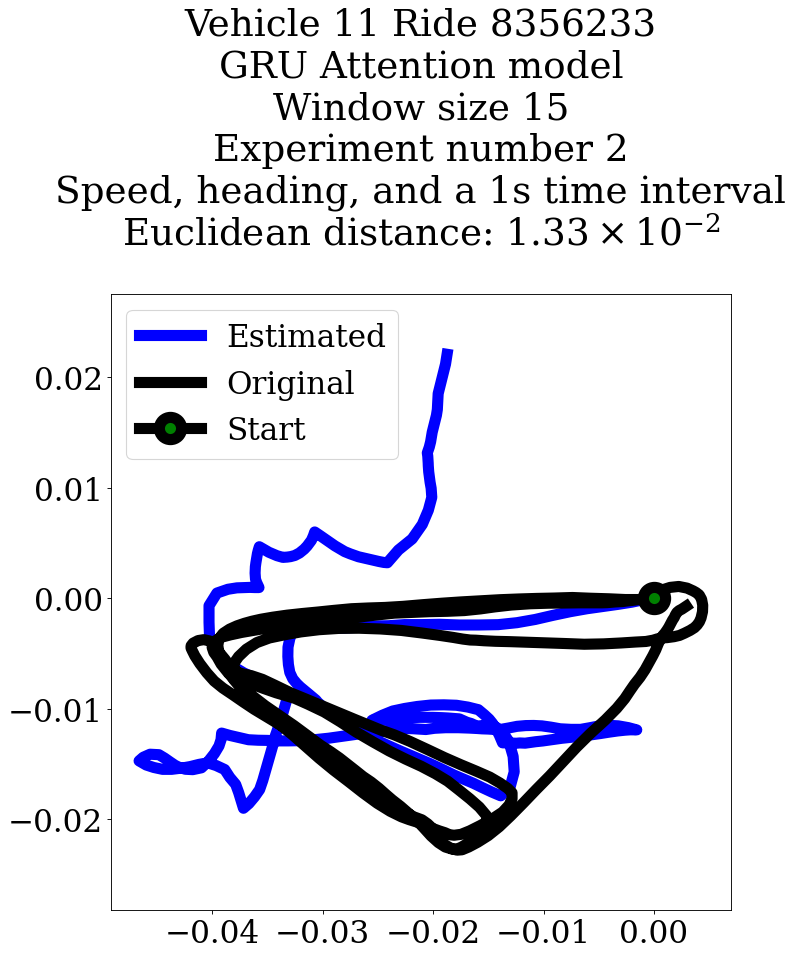 Vehicle 11 Ride 8356233
GRU Attention model
Window size 15
Experiment number 2
Speed, heading, and a 1s time interval
Euclidean distance: 1.33 × 10⁻²
Estimated
Original
Start
0.02
0.01
0.00
−0.01
−0.02
−0.04 −0.03 −0.02 −0.01 0.00